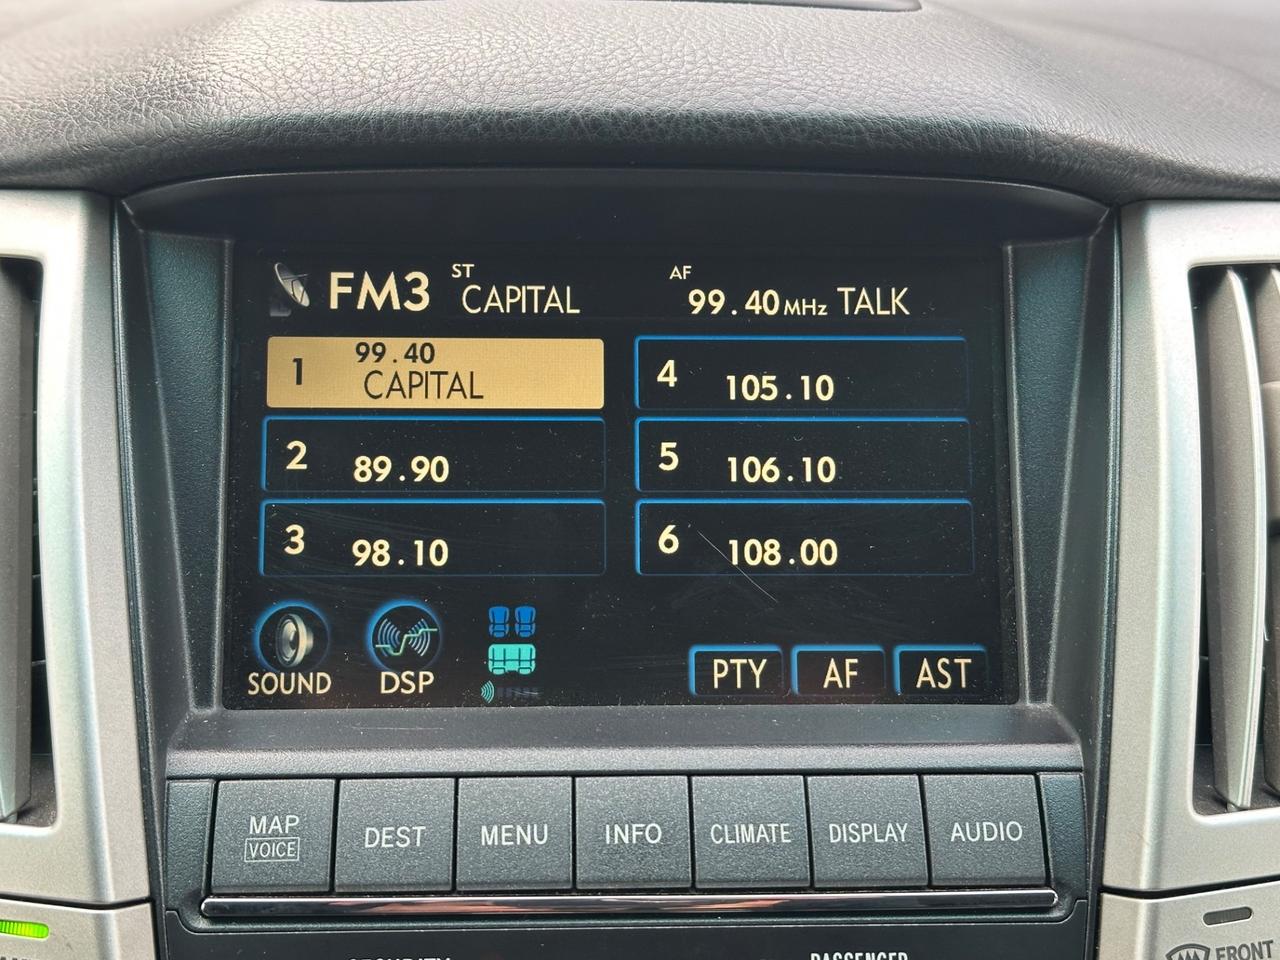 FM3 ST CAPITAL AF 99.40 MHz TALK
1 99.40 CAPITAL
2 89.90
3 98.10
4 105.10
5 106.10
6 108.00
SOUND DSP PTY AF AST
MAP VOICE DEST MENU INFO CLIMATE DISPLAY AUDIO
SECURITY PASSENGER
FRONT